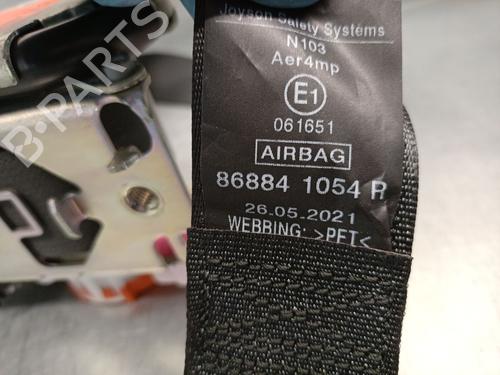 Joyson Safety Systems
N103
Aer4mp
E1
061651
AIRBAG
86884 1054 R
26.05.2021
WEBBING: >PET<
B-PARTS